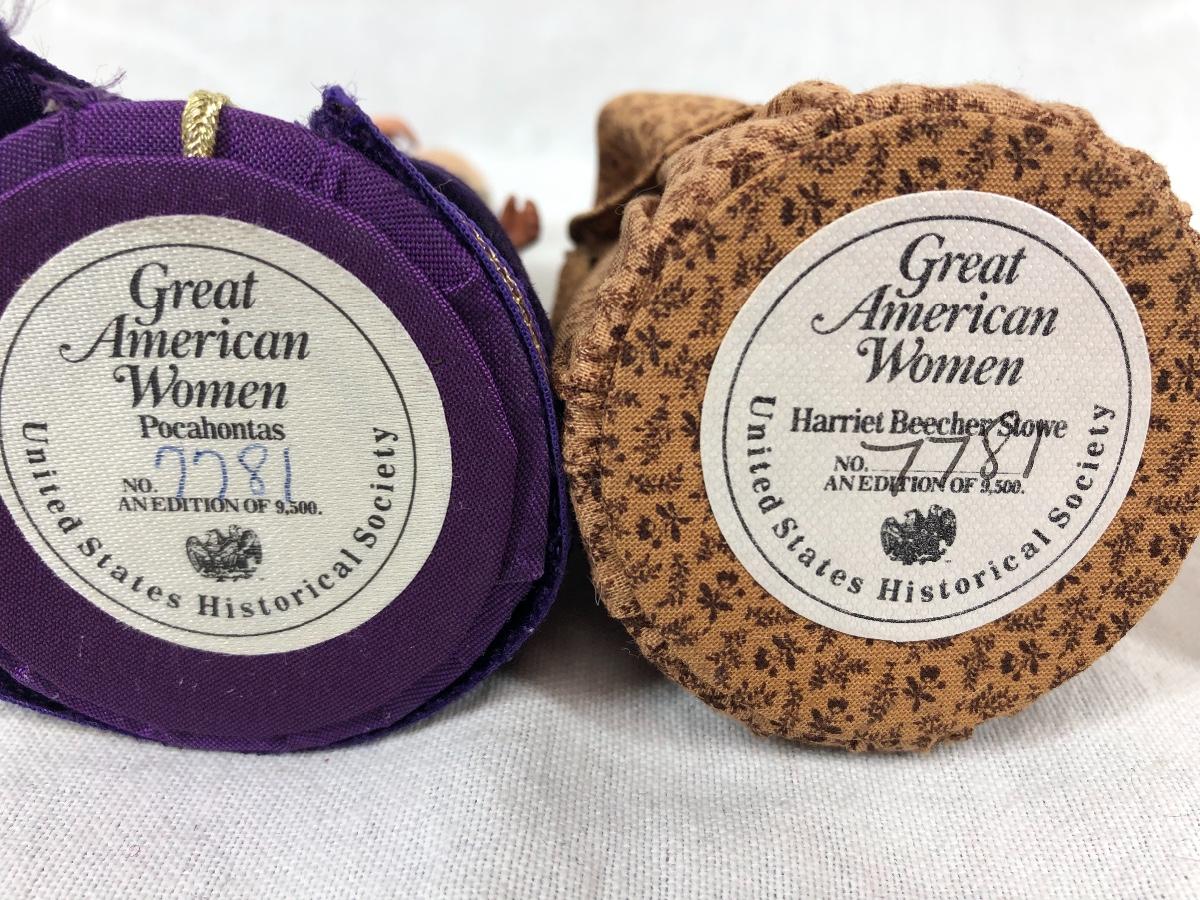 Great
American
Women
Pocahontas
NO. 7781
AN EDITION OF 9,500.
United States Historical Society
Great
American
Women
Harriet Beecher Stowe
NO. 7781
AN EDITION OF 9,500.
United States Historical Society